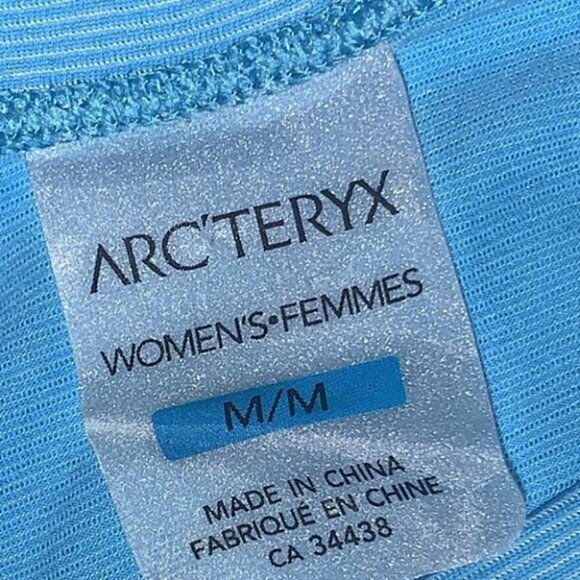 ARC'TERYX
WOMEN'S•FEMMES
M/M
MADE IN CHINA
FABRIQUÉ EN CHINE
CA 34438